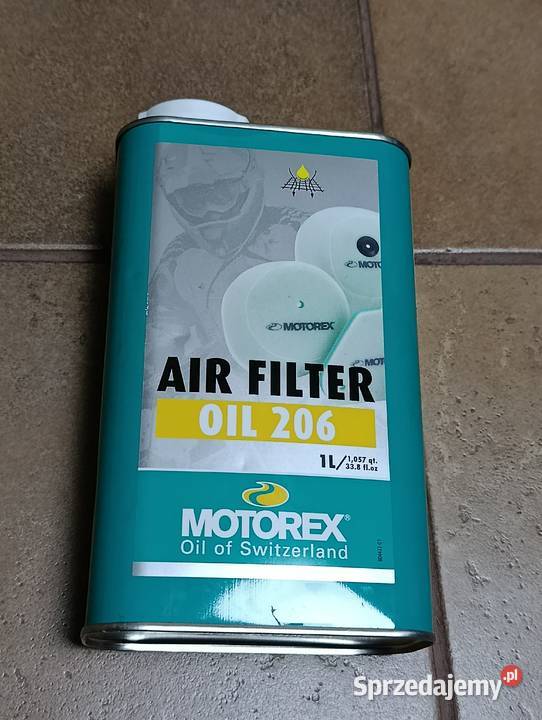 MOTOREX
MOTOREX
MOT
AIR FILTER
OIL 206
1L/ 1,057 qt.
33.8 fl.oz
MOTOREX®
Oil of Switzerland
Sprzedajemy.pl